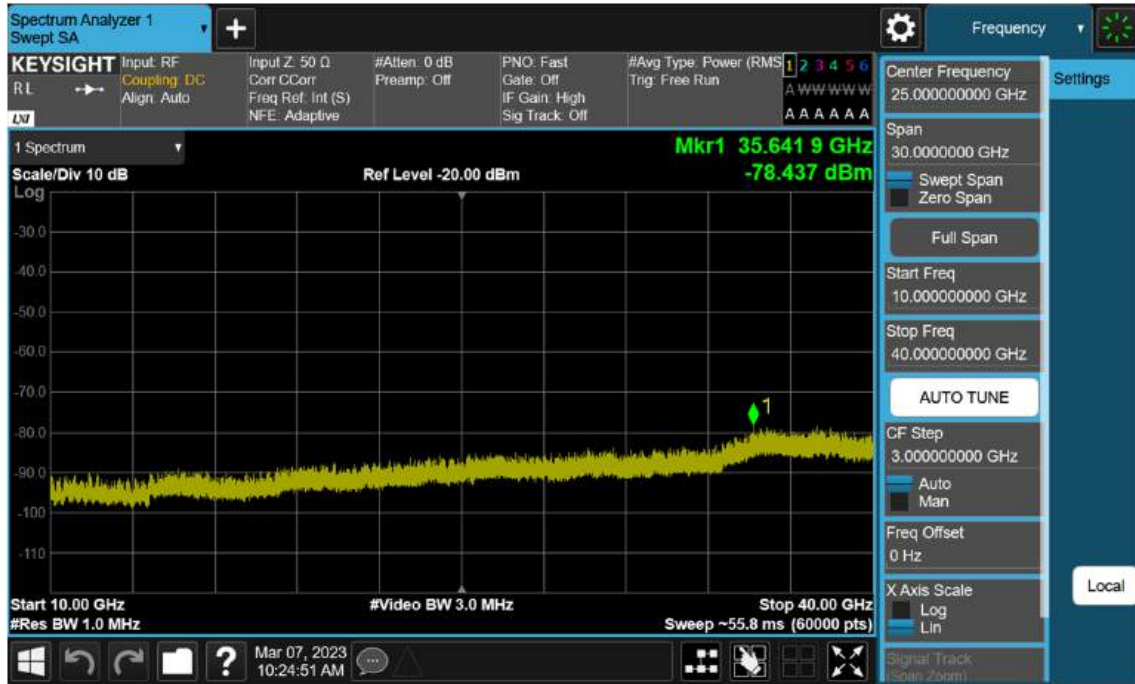 Spectrum Analyzer 1
Swept SA
+
Frequency
KEYSIGHT
RL
LXI
Input: RF
Coupling: DC
Align: Auto
Input Z: 50 Ω
Corr CCorr
Freq Ref: Int (S)
NFE: Adaptive
#Atten: 0 dB
Preamp: Off
PNO: Fast
Gate: Off
IF Gain: High
Sig Track: Off
#Avg Type: Power (RMS
Trig: Free Run
1 2 3 4 5 6
A W W W W W
A A A A A A
1 Spectrum
Scale/Div 10 dB
Ref Level -20.00 dBm
Mkr1 35.641 9 GHz
-78.437 dBm
Log
-30.0
-40.0
-50.0
-60.0
-70.0
-80.0
-90.0
-100
-110
1
Start 10.00 GHz
#Res BW 1.0 MHz
#Video BW 3.0 MHz
Stop 40.00 GHz
Sweep ~55.8 ms (60000 pts)
Center Frequency
25.000000000 GHz
Settings
Span
30.0000000 GHz
Swept Span
Zero Span
Full Span
Start Freq
10.000000000 GHz
Stop Freq
40.000000000 GHz
AUTO TUNE
CF Step
3.000000000 GHz
Auto
Man
Freq Offset
0 Hz
X Axis Scale
Log
Lin
Signal Track
(Span Zoom)
Local
?
Mar 07, 2023
10:24:51 AM